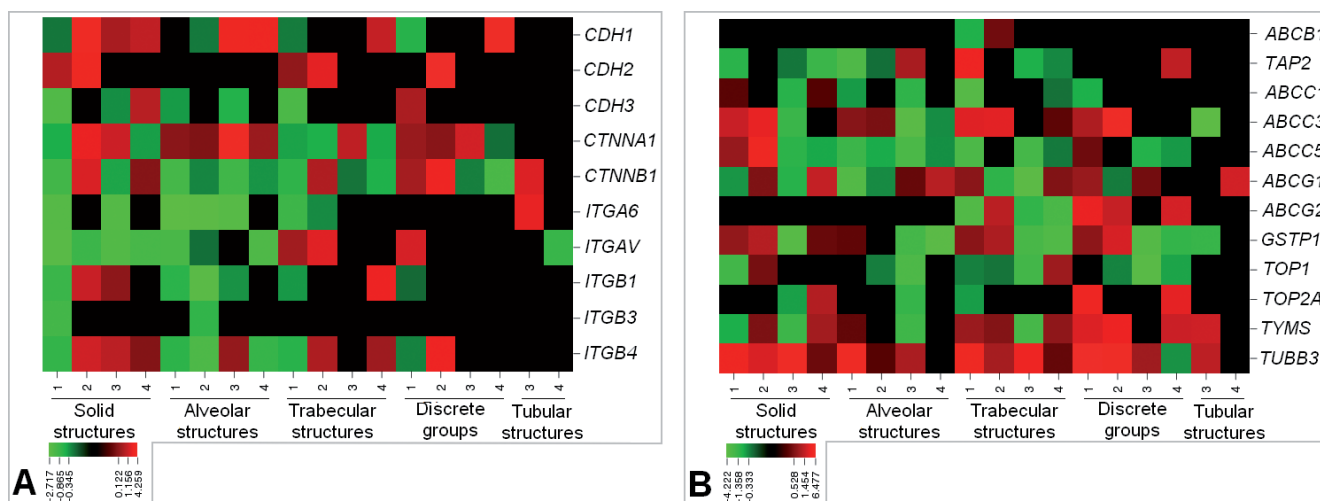 CDH1
CDH2
CDH3
CTNNA1
CTNNB1
ITGA6
ITGAV
ITGB1
ITGB3
ITGB4
1 2 3 4 1 2 3 4 1 2 3 4 1 2 3 4 3 4
Solid structures
Alveolar structures
Trabecular structures
Discrete groups
Tubular structures
-2.717 -0.865 -0.345 0.122 1.156 4.259
A
ABCB1
TAP2
ABCC1
ABCC3
ABCC5
ABCG1
ABCG2
GSTP1
TOP1
TOP2A
TYMS
TUBB3
1 2 3 4 1 2 3 4 1 2 3 4 1 2 3 4 3 4
Solid structures
Alveolar structures
Trabecular structures
Discrete groups
Tubular structures
-4.222 -1.358 -0.333 0.528 1.454 6.477
B